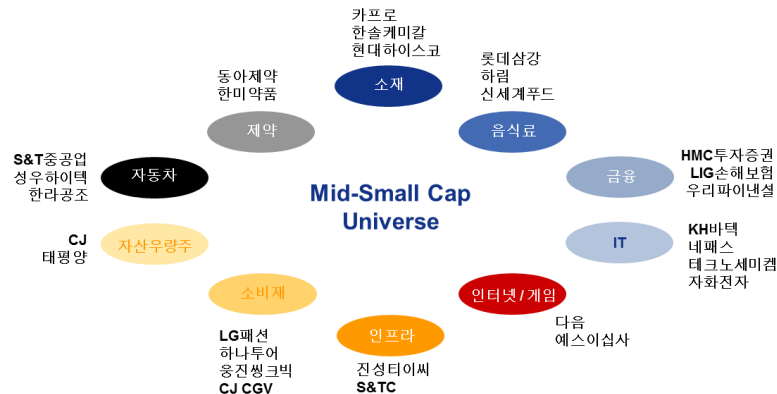 카프로
한솔케미칼
현대하이스코
소재
동아제약
한미약품
제약
롯데삼강
하림
신세계푸드
음식료
S&T중공업
성우하이텍
한라공조
자동차
HMC투자증권
LIG손해보험
우리파이낸셜
금융
Mid-Small Cap
Universe
CJ
태평양
자산우량주
IT
KH바텍
네패스
테크노세미켐
자화전자
소비재
LG패션
하나투어
웅진씽크빅
CJ CGV
인프라
진성티이씨
S&TC
인터넷/게임
다음
예스이십사